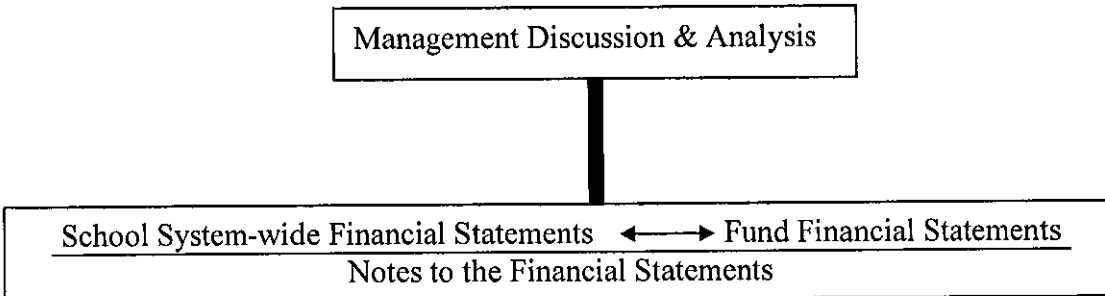 Management Discussion & Analysis
School System-wide Financial Statements ⟷ Fund Financial Statements
Notes to the Financial Statements